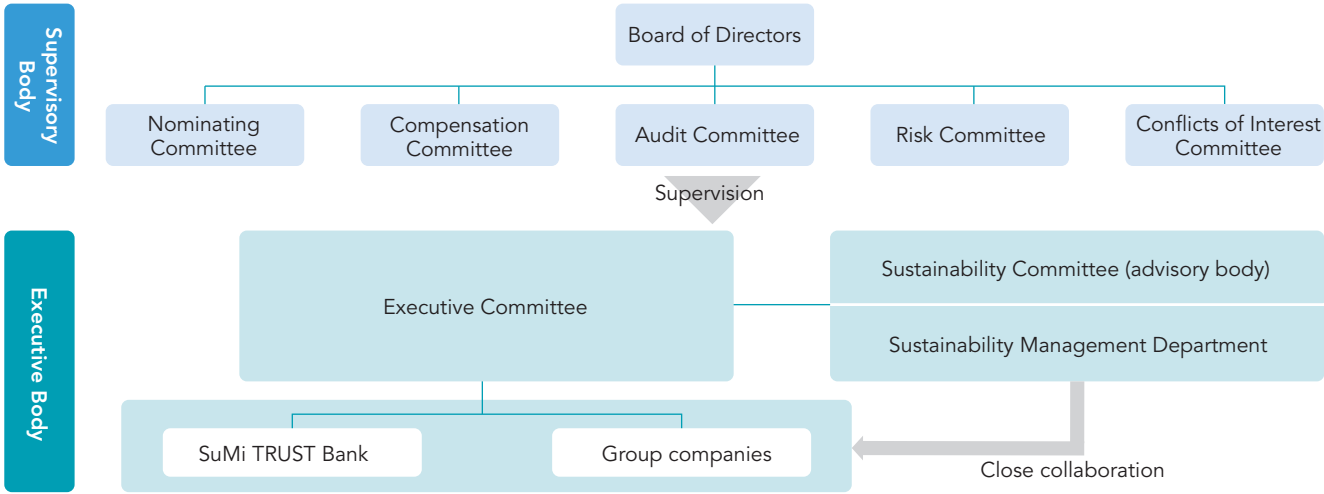 Supervisory
Body
Board of Directors
Nominating
Committee
Compensation
Committee
Audit Committee
Risk Committee
Conflicts of Interest
Committee
Supervision
Executive Body
Executive Committee
Sustainability Committee (advisory body)
Sustainability Management Department
SuMi TRUST Bank
Group companies
Close collaboration